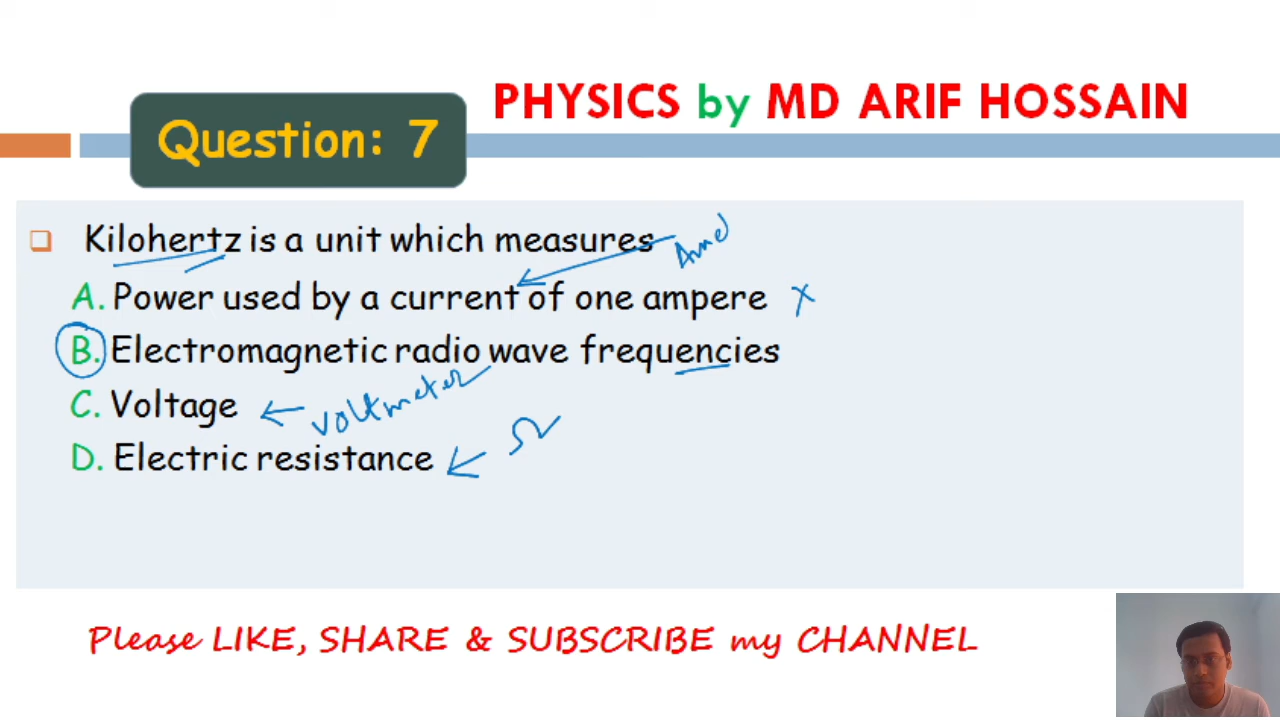 PHYSICS by MD ARIF HOSSAIN
Question: 7
Kilohertz is a unit which measures
A. Power used by a current of one ampere X
B. Electromagnetic radio wave frequencies
C. Voltage ← voltmeter
D. Electric resistance ← Ω
Please LIKE, SHARE & SUBSCRIBE my CHANNEL